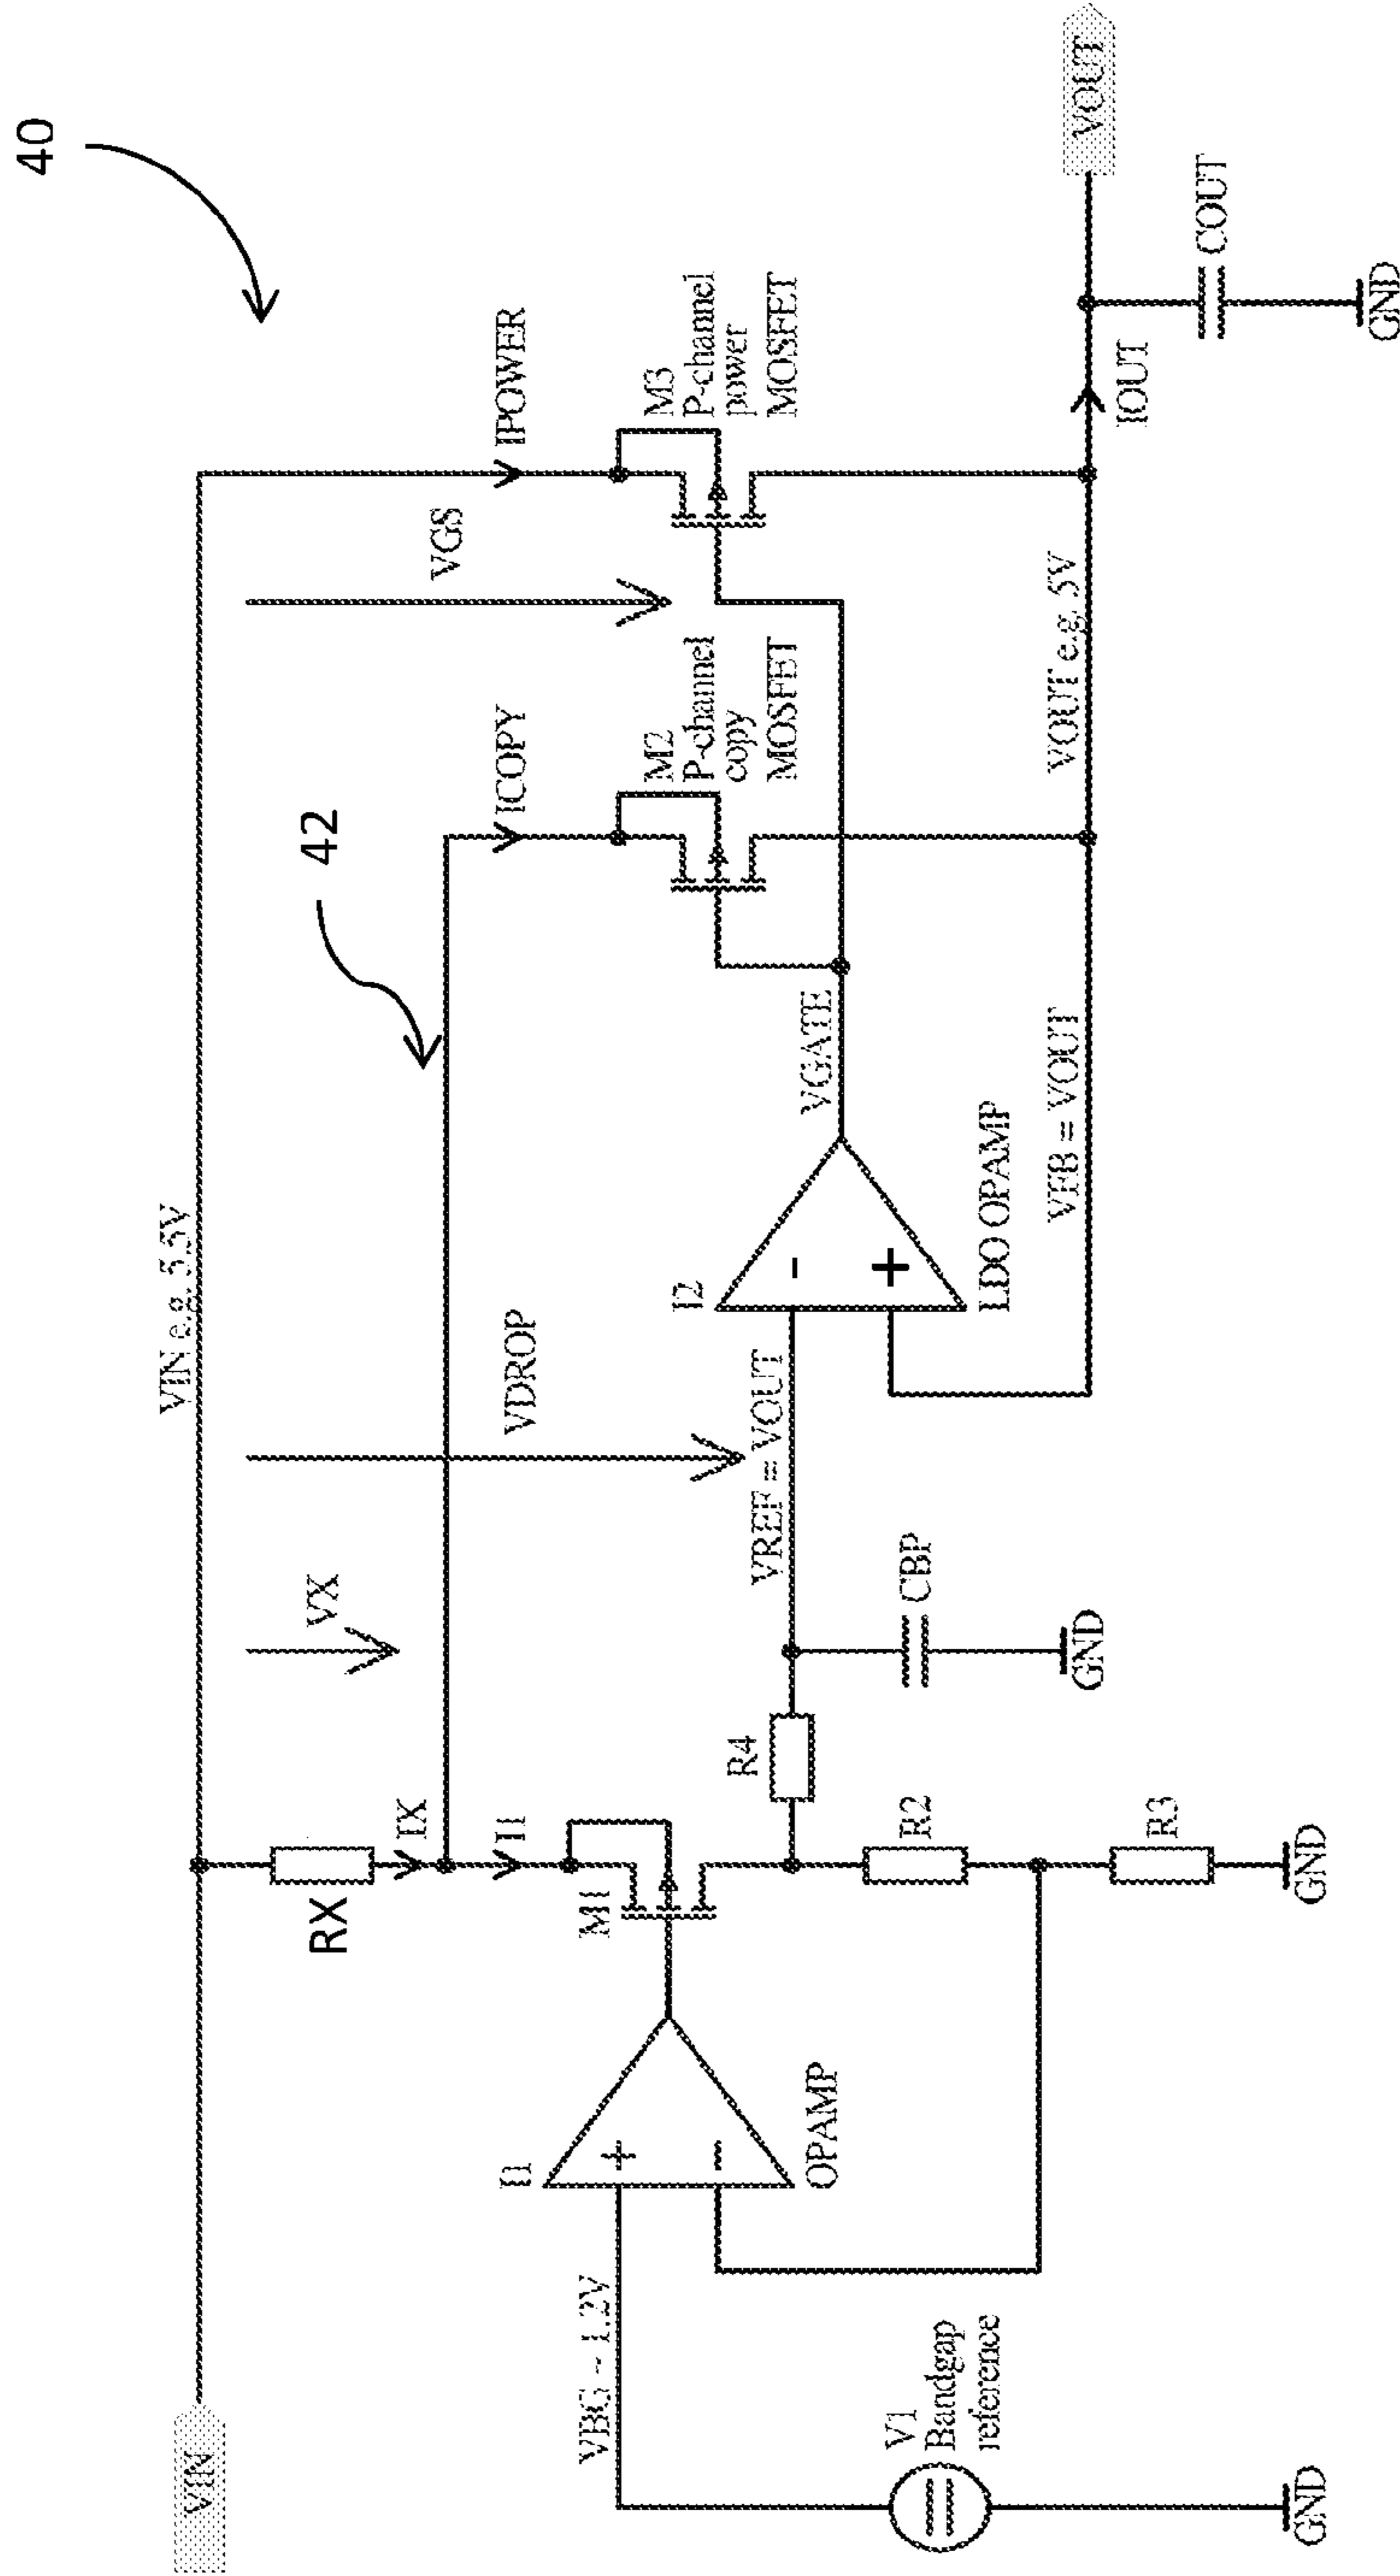 40
VIN
VIN e.g. 5.5V
RX
IX
VX
VDROP
42
VGS
ICOPY
IPOWER
I1
M1
I1
OPAMP
VBG ~ 1.2V
V1
Bandgap
reference
GND
R2
R3
GND
R4
CBP
GND
VREF = VOUT
I2
LDO OPAMP
VGATE
VFB = VOUT
M2
P-channel
copy
MOSFET
M3
P-channel
power
MOSFET
VOUT e.g. 5V
IOUT
COUT
GND
VOUT
+
-
-
+